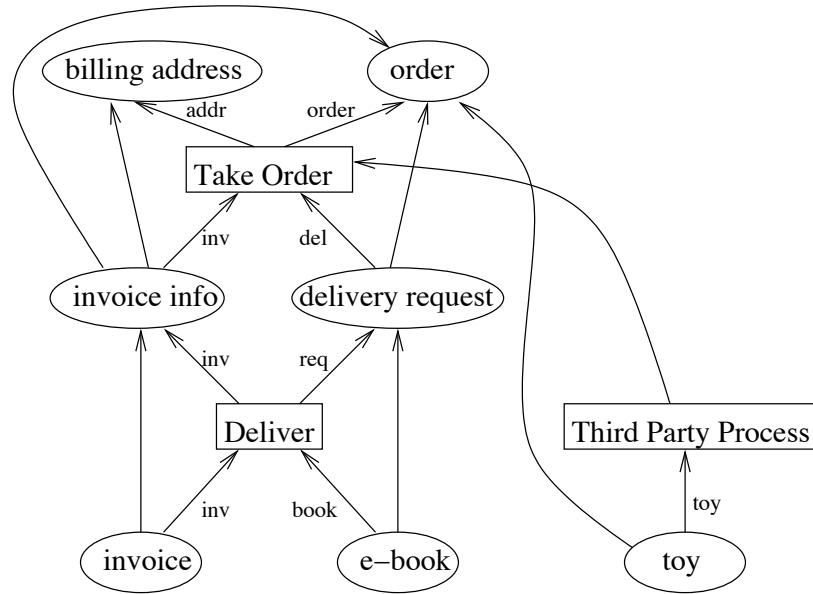 billing address
order
addr
order
Take Order
inv
del
invoice info
delivery request
inv
req
Deliver
Third Party Process
inv
book
toy
invoice
e-book
toy